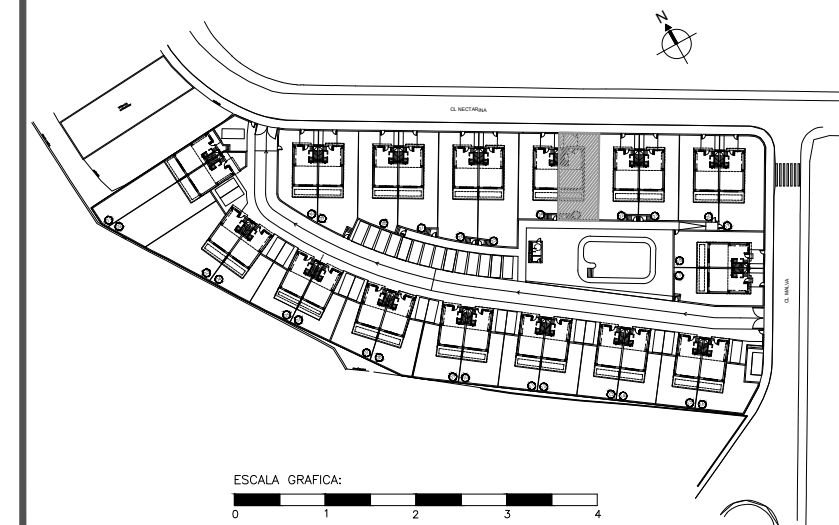 N
CL NECTARINA
CL MALVA
ESCALA GRAFICA:
0 1 2 3 4